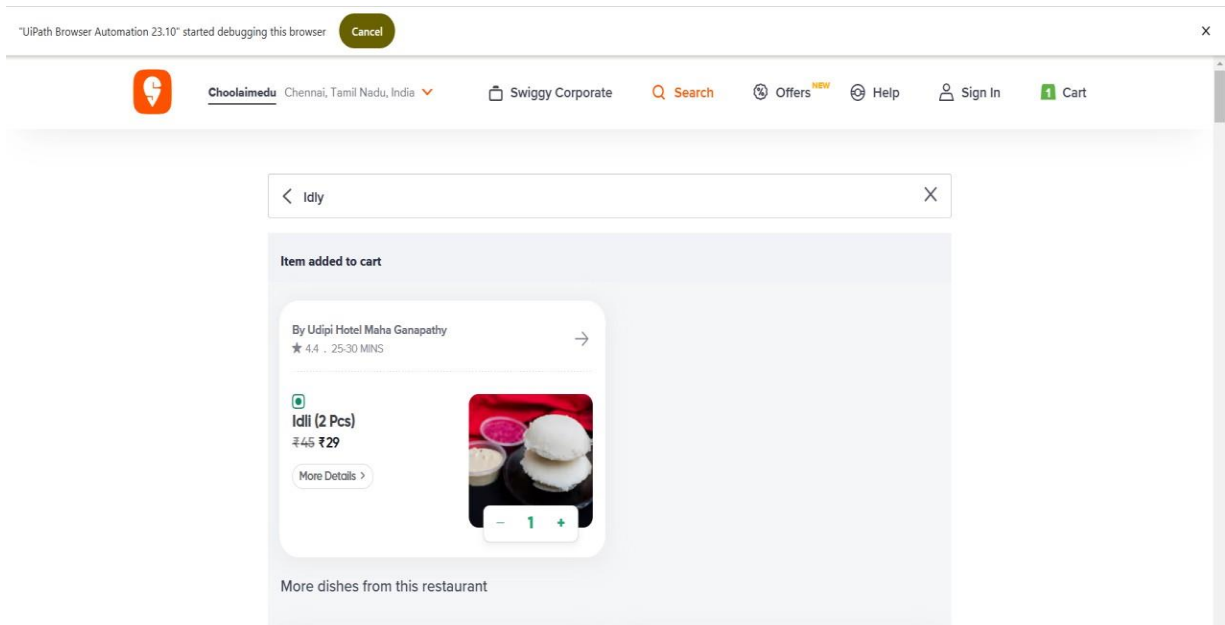 "UiPath Browser Automation 23.10" started debugging this browser Cancel X
Choolaimedu Chennai, Tamil Nadu, India Swiggy Corporate Search Offers NEW Help Sign In 1 Cart
Idly X
Item added to cart
By Udipi Hotel Maha Ganapathy
★ 4.4 . 25-30 MINS
Idli (2 Pcs)
₹45 ₹29
More Details >
− 1 +
More dishes from this restaurant